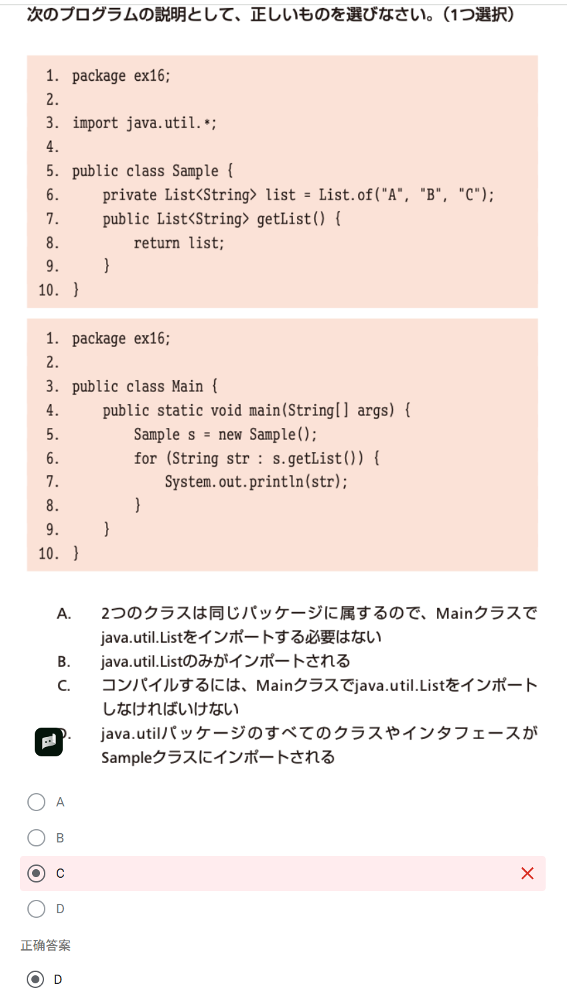 次のプログラムの説明として、正しいものを選びなさい。（1つ選択）
1. package ex16;
2.
3. import java.util.*;
4.
5. public class Sample {
6. private List<String> list = List.of("A", "B", "C");
7. public List<String> getList() {
8. return list;
9. }
10. }
1. package ex16;
2.
3. public class Main {
4. public static void main(String[] args) {
5. Sample s = new Sample();
6. for (String str : s.getList()) {
7. System.out.println(str);
8. }
9. }
10. }
A. 2つのクラスは同じパッケージに属するので、Mainクラスで
java.util.Listをインポートする必要はない
B. java.util.Listのみがインポートされる
C. コンパイルするには、Mainクラスでjava.util.Listをインポート
しなければいけない
D. java.utilパッケージのすべてのクラスやインタフェースが
Sampleクラスにインポートされる
A
B
C
D
正确答案
D